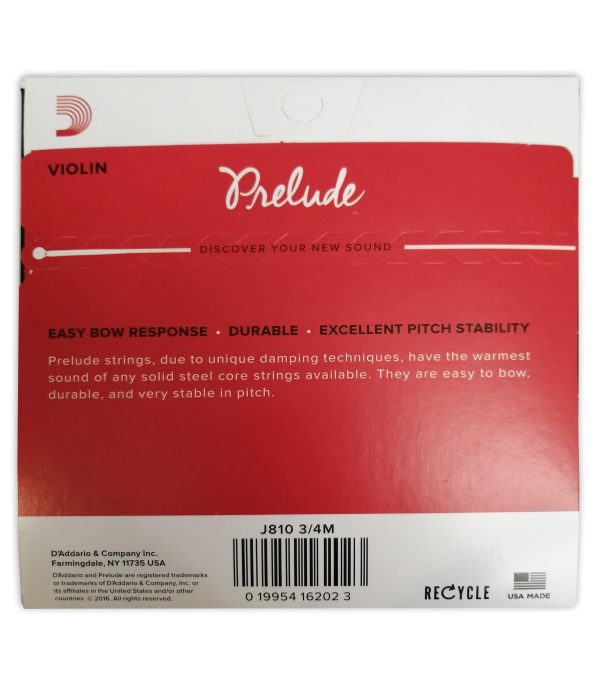 VIOLIN
Prelude
DISCOVER YOUR NEW SOUND
EASY BOW RESPONSE • DURABLE • EXCELLENT PITCH STABILITY
Prelude strings, due to unique damping techniques, have the warmest
sound of any solid steel core strings available. They are easy to bow,
durable, and very stable in pitch.
J810 3/4M
D'Addario & Company Inc.
Farmingdale, NY 11735 USA
D'Addario and Prelude are registered trademarks
or trademarks of D'Addario & Company, Inc. or
its affiliates in the United States and/or other
countries. © 2016. All rights reserved.
0 19954 16202 3
RECYCLE
USA MADE